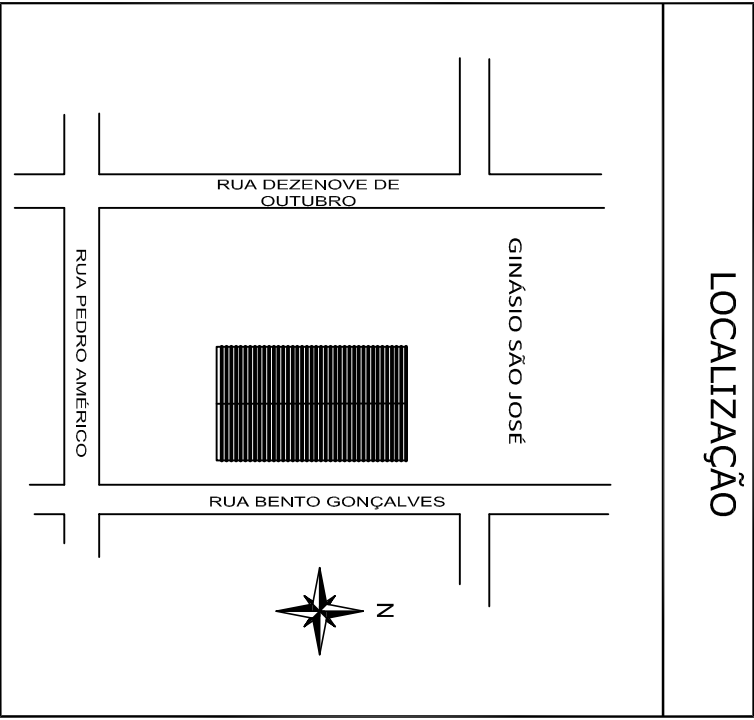 LOCALIZAÇÃO
RUA DEZENOVE DE
OUTUBRO
GINÁSIO SÃO JOSÉ
RUA PEDRO AMÉRICO
RUA BENTO GONÇALVES
N